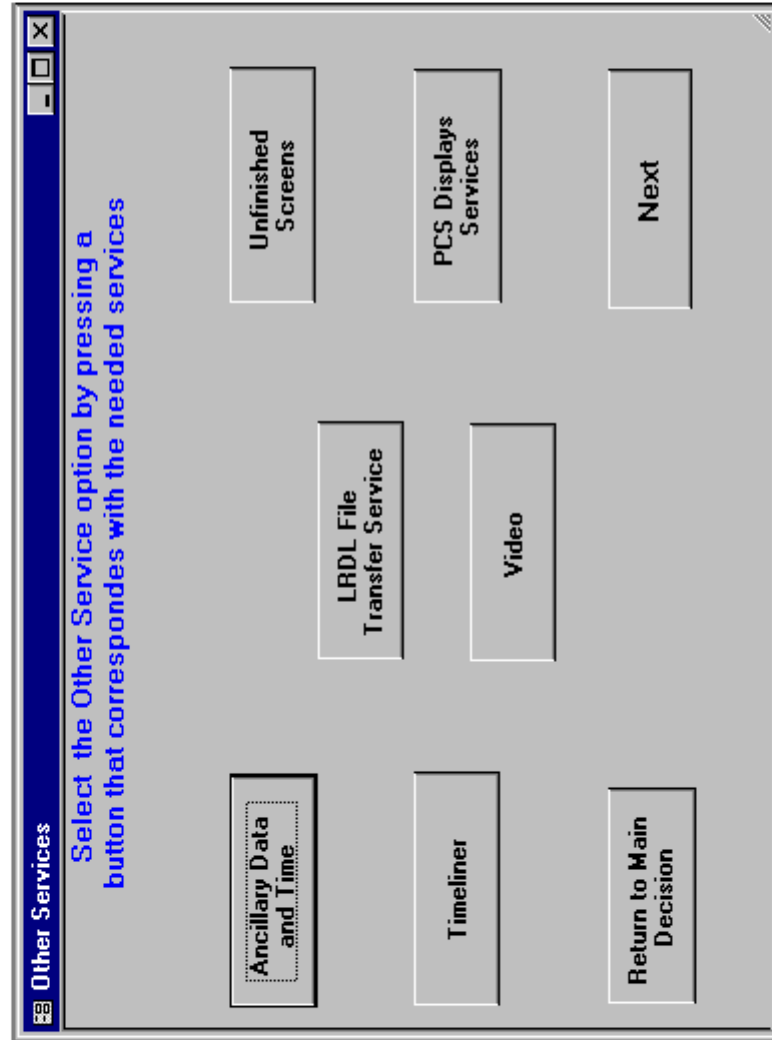 Other Services
Select the Other Service option by pressing a
button that correspondes with the needed services
Ancillary Data
and Time
LRDL File
Transfer Service
Unfinished
Screens
Timeliner
Video
PCS Displays
Services
Return to Main
Decision
Next